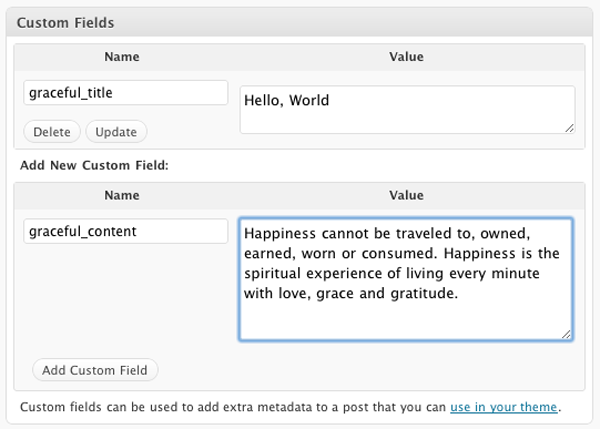 Custom Fields
Name Value
graceful_title Hello, World
Delete Update
Add New Custom Field:
Name Value
graceful_content Happiness cannot be traveled to, owned,
earned, worn or consumed. Happiness is the
spiritual experience of living every minute
with love, grace and gratitude.
Add Custom Field
Custom fields can be used to add extra metadata to a post that you can use in your theme.